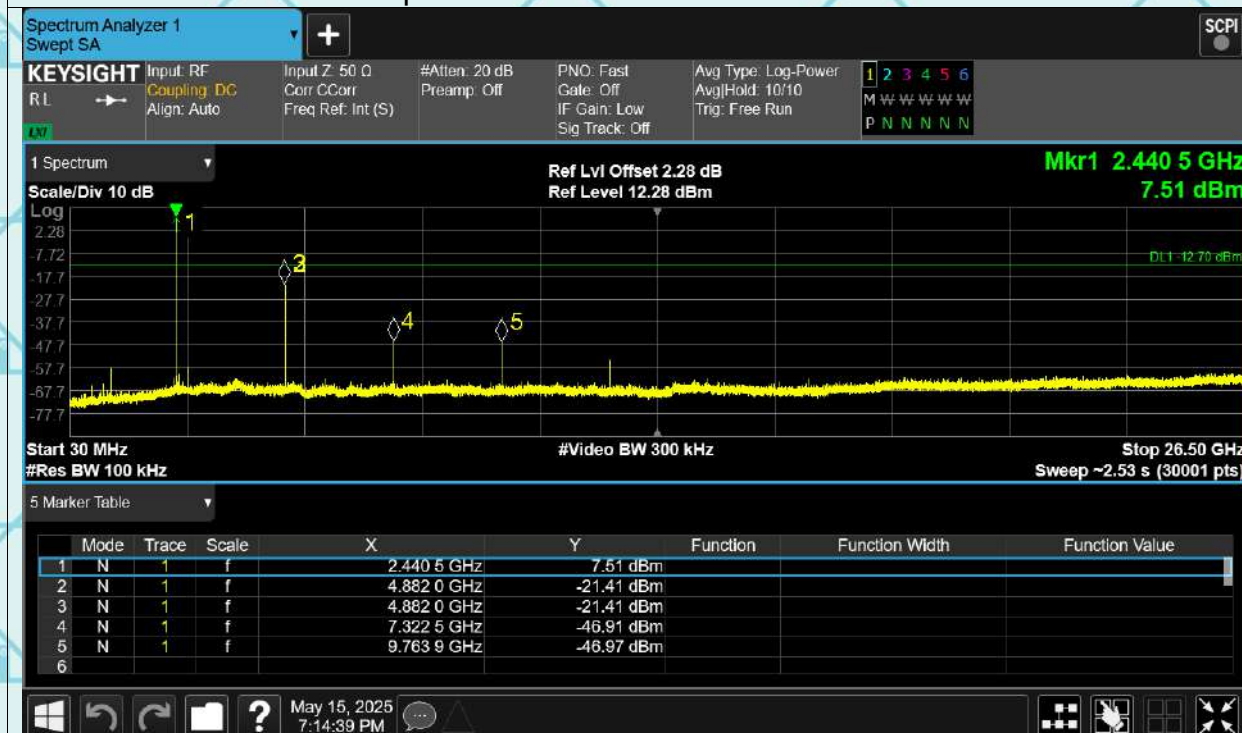 Spectrum Analyzer 1
Swept SA
+
SCPI
KEYSIGHT
RL
LXI
Input: RF
Coupling: DC
Align: Auto
Input Z: 50 Ω
Corr CCorr
Freq Ref: Int (S)
#Atten: 20 dB
Preamp: Off
PNO: Fast
Gate: Off
IF Gain: Low
Sig Track: Off
Avg Type: Log-Power
Avg|Hold: 10/10
Trig: Free Run
1 2 3 4 5 6
M W W W W W
P N N N N N
1 Spectrum
Scale/Div 10 dB
Ref Lvl Offset 2.28 dB
Ref Level 12.28 dBm
Mkr1 2.440 5 GHz
7.51 dBm
Log
2.28
-7.72
-17.7
-27.7
-37.7
-47.7
-57.7
-67.7
-77.7
1
3
4
5
DL1 -12.70 dBm
Start 30 MHz
#Video BW 300 kHz
Stop 26.50 GHz
#Res BW 100 kHz
Sweep ~2.53 s (30001 pts)
5 Marker Table
Mode Trace Scale X Y Function Function Width Function Value
1 N 1 f 2.440 5 GHz 7.51 dBm
2 N 1 f 4.882 0 GHz -21.41 dBm
3 N 1 f 4.882 0 GHz -21.41 dBm
4 N 1 f 7.322 5 GHz -46.91 dBm
5 N 1 f 9.763 9 GHz -46.97 dBm
6
?
May 15, 2025
7:14:39 PM